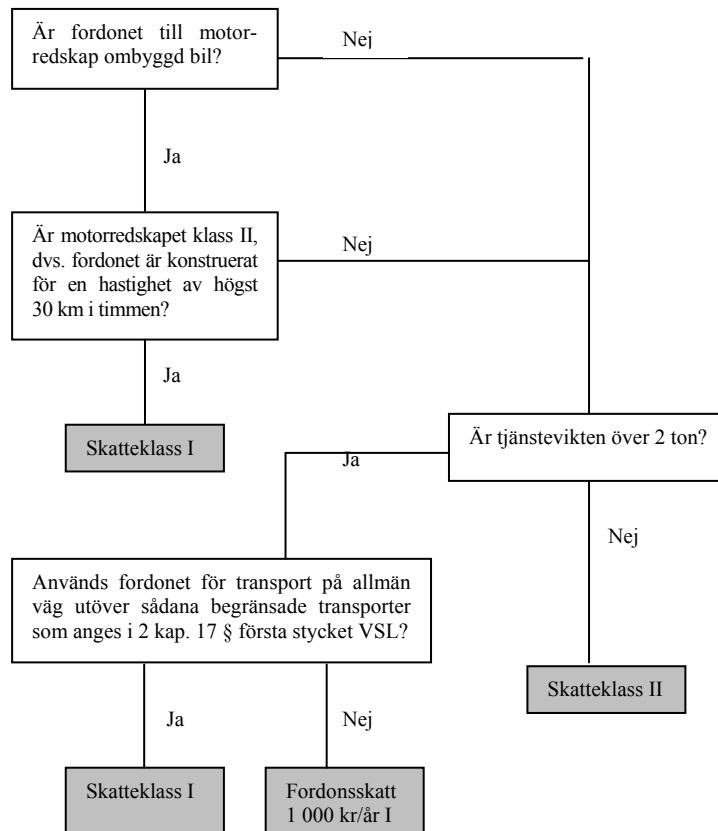 Är fordonet till motor-
redskap ombyggd bil?
Nej
Ja
Är motorredskapet klass II,
dvs. fordonet är konstruerat
för en hastighet av högst
30 km i timmen?
Nej
Ja
Skatteklass I
Är tjänstevikten över 2 ton?
Ja
Nej
Används fordonet för transport på allmän
väg utöver sådana begränsade transporter
som anges i 2 kap. 17 § första stycket VSL?
Skatteklass II
Ja
Nej
Skatteklass I
Fordonsskatt
1 000 kr/år I